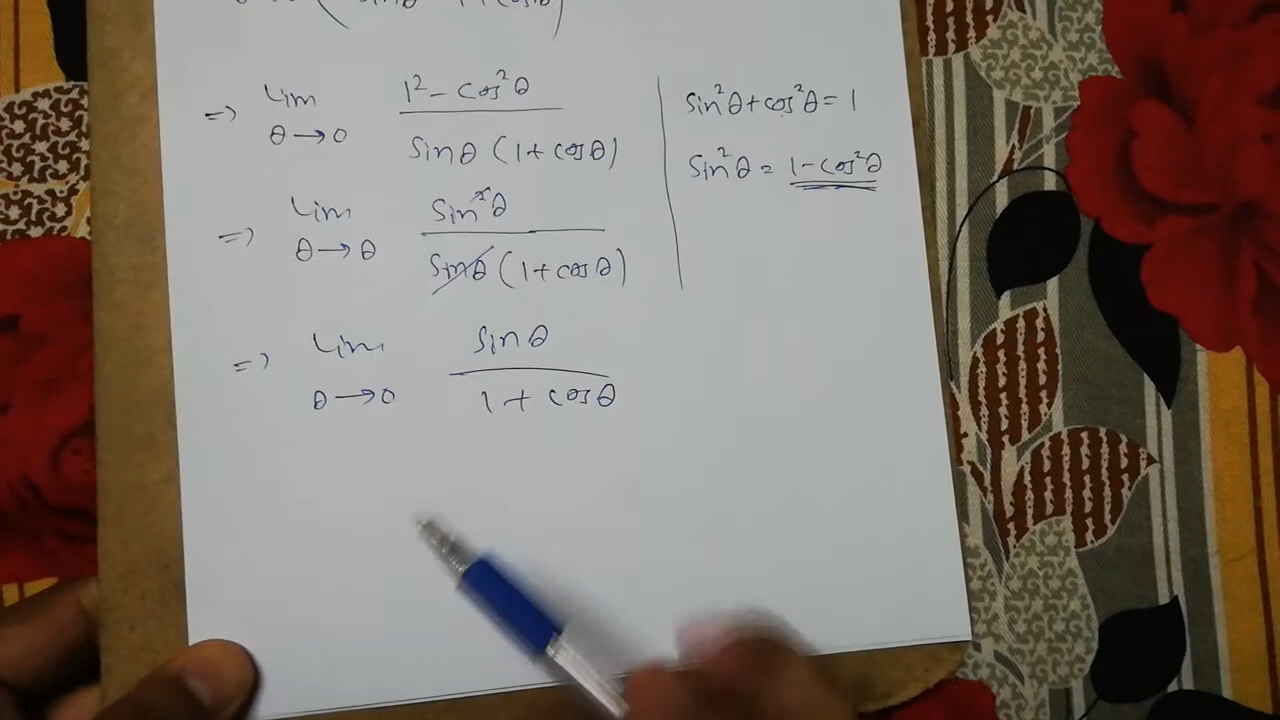 => Lim θ→0 1² - cos²θ / sinθ (1 + cosθ)
=> Lim θ→θ sin²θ / sinθ (1 + cosθ)
=> Lim θ→0 sinθ / 1 + cosθ
sin²θ + cos²θ = 1
sin²θ = 1 - cos²θ